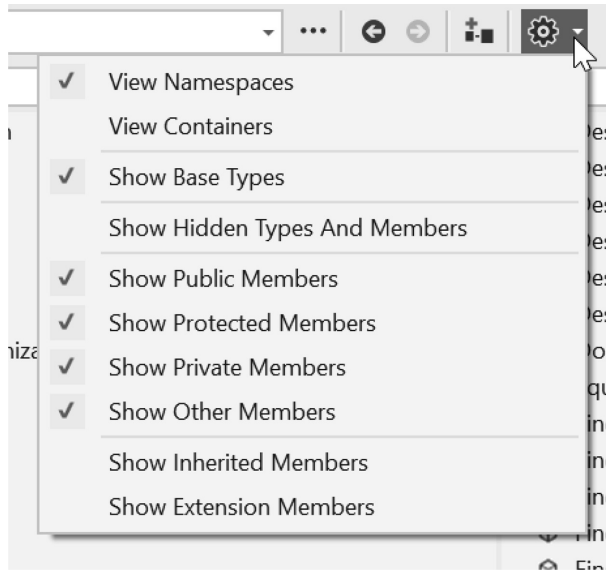 View Namespaces
View Containers
Show Base Types
Show Hidden Types And Members
Show Public Members
Show Protected Members
Show Private Members
Show Other Members
Show Inherited Members
Show Extension Members